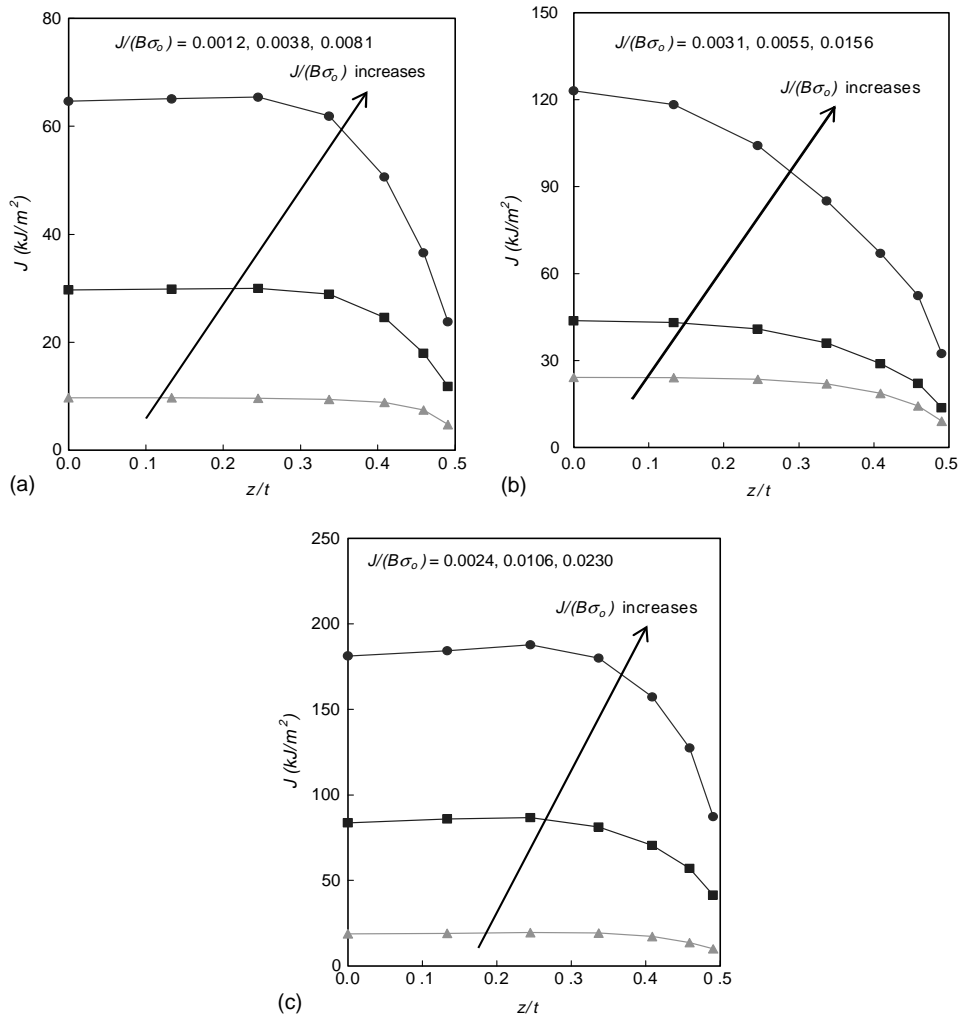 80
J/(Bσo) = 0.0012, 0.0038, 0.0081
J/(Bσo) increases
60
40
20
0
J (kJ/m²)
0.0 0.1 0.2 0.3 0.4 0.5
z/t
(a)
150
J/(Bσo) = 0.0031, 0.0055, 0.0156
J/(Bσo) increases
120
90
60
30
0
J (kJ/m²)
0.0 0.1 0.2 0.3 0.4 0.5
z/t
(b)
250
J/(Bσo) = 0.0024, 0.0106, 0.0230
J/(Bσo) increases
200
150
100
50
0
J (kJ/m²)
0.0 0 .1 0.2 0.3 0.4 0 .5
z/t
(c)